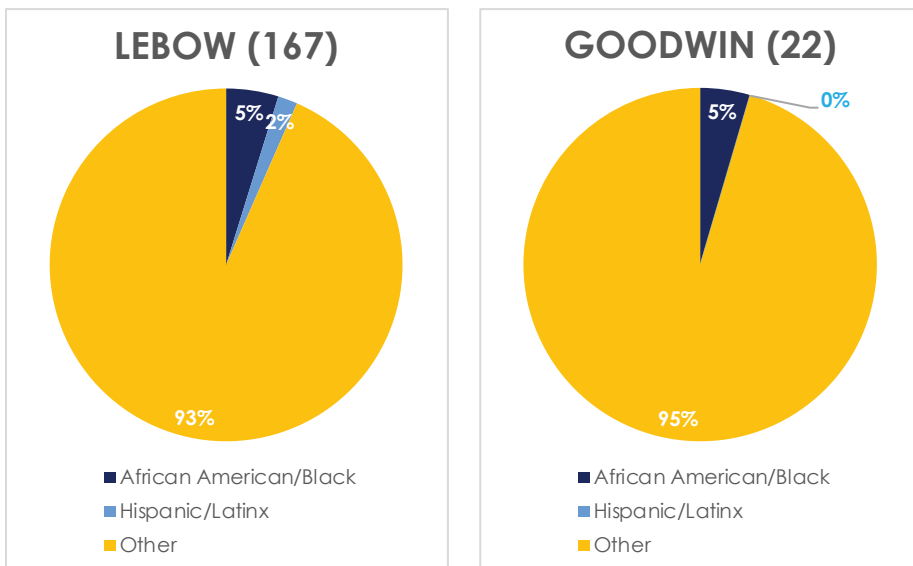 LEBOW (167)
5%
2%
93%
African American/Black
Hispanic/Latinx
Other
GOODWIN (22)
5%
0%
95%
African American/Black
Hispanic/Latinx
Other